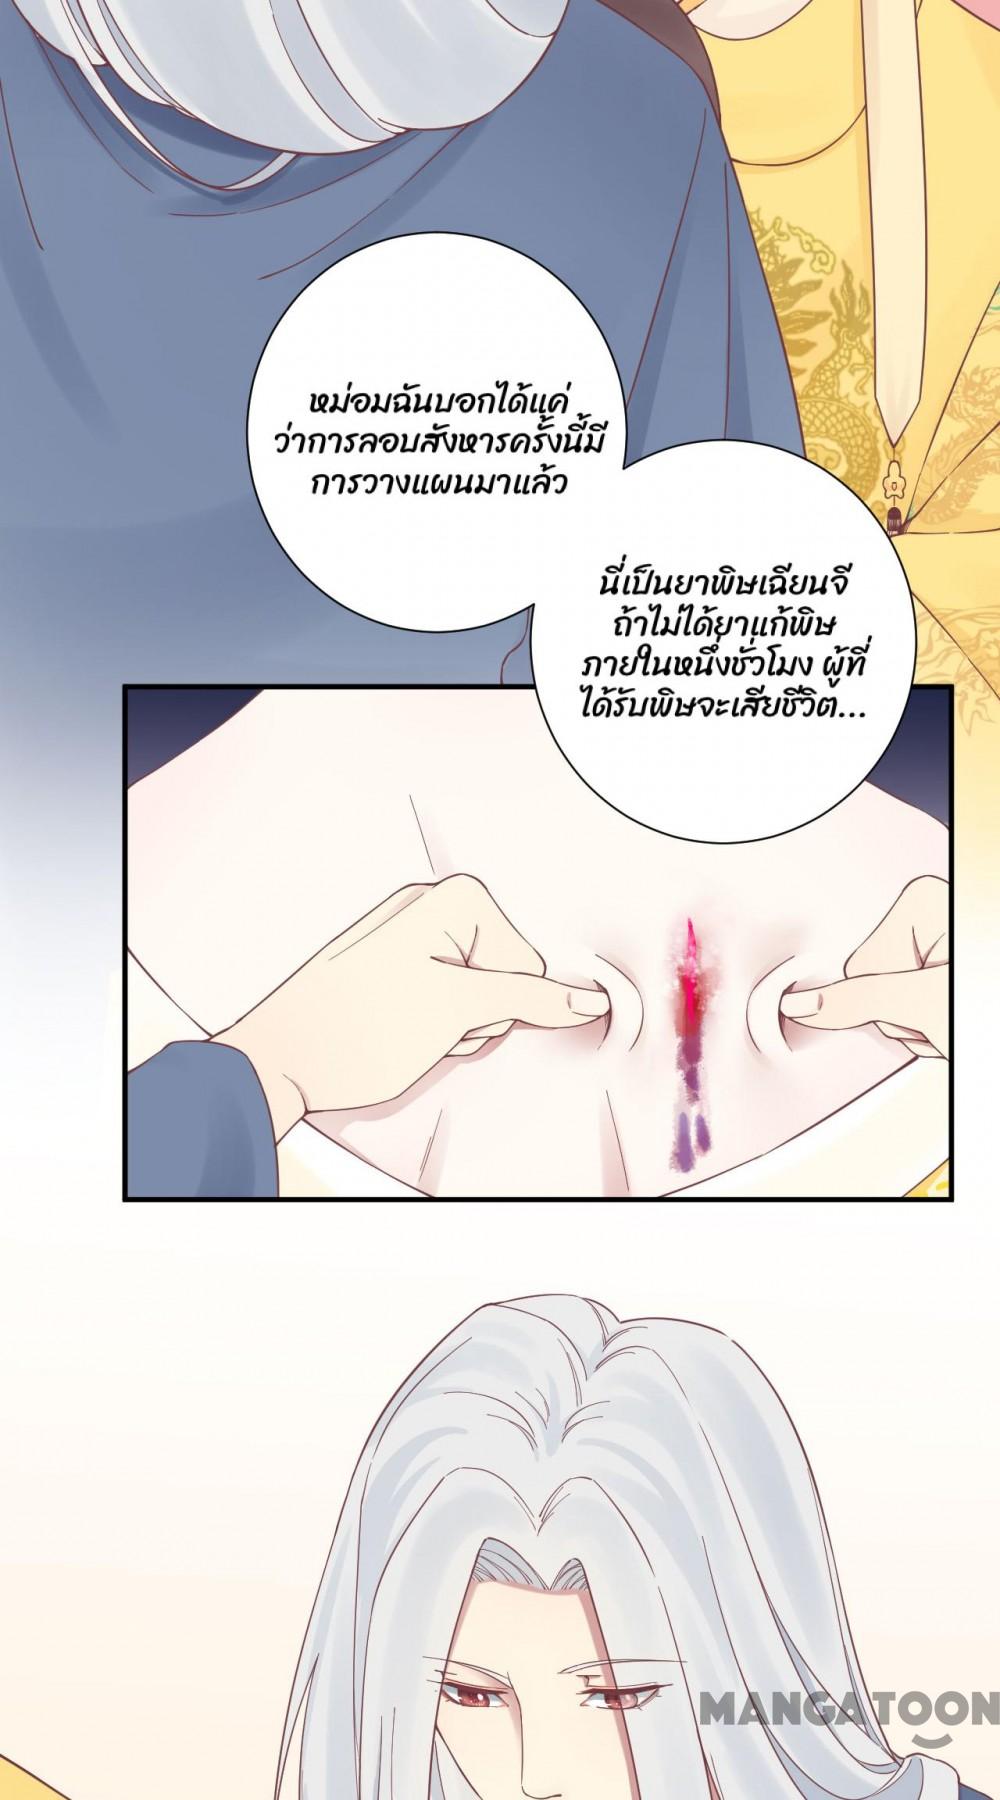 หม่อมฉันบอกได้แค่
ว่าการลอบสังหารครั้งนี้มี
การวางแผนมาแล้ว
นี่เป็นยาพิษเฉียนจี
ถ้าไม่ได้ยาแก้พิษ
ภายในหนึ่งชั่วโมง ผู้ที่
ได้รับพิษจะเสียชีวิต...
MANGATOON